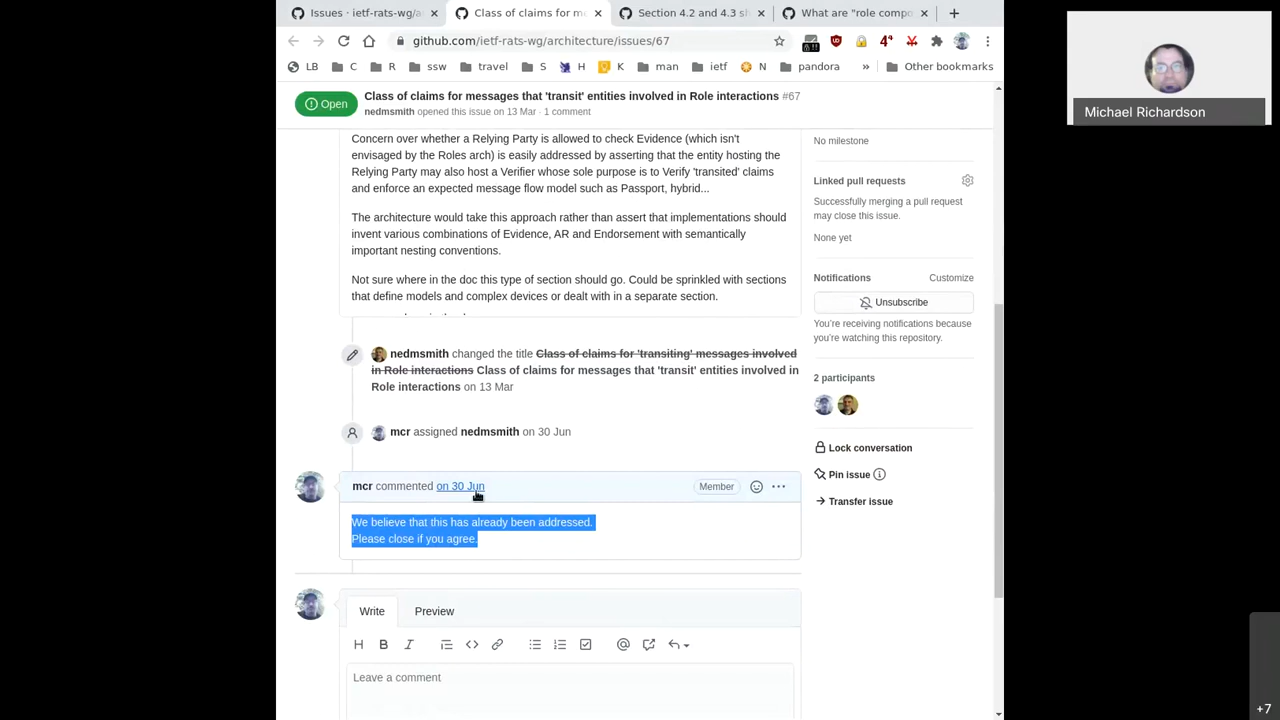 Issues · ietf-rats-wg/a
Class of claims for m
Section 4.2 and 4.3 s
What are "role compo
github.com/ietf-rats-wg/architecture/issues/67
LB
C
R
ssw
travel
S
H
K
man
ietf
N
pandora
»
Other bookmarks
Open
Class of claims for messages that 'transit' entities involved in Role interactions #67
nedmsmith opened this issue on 13 Mar · 1 comment
Concern over whether a Relying Party is allowed to check Evidence (which isn't
envisaged by the Roles arch) is easily addressed by asserting that the entity hosting the
Relying Party may also host a Verifier whose sole purpose is to Verify 'transited' claims
and enforce an expected message flow model such as Passport, hybrid...
The architecture would take this approach rather than assert that implementations should
invent various combinations of Evidence, AR and Endorsement with semantically
important nesting conventions.
Not sure where in the doc this type of section should go. Could be sprinkled with sections
that define models and complex devices or dealt with in a separate section.
nedmsmith changed the title Class of claims for 'transiting' messages involved
in Role interactions Class of claims for messages that 'transit' entities involved in
Role interactions on 13 Mar
mcr assigned nedmsmith on 30 Jun
mcr commented on 30 Jun
Member
We believe that this has already been addressed.
Please close if you agree.
Write
Preview
Leave a comment
No milestone
Linked pull requests
Successfully merging a pull request
may close this issue.
None yet
Notifications
Customize
Unsubscribe
You're receiving notifications because
you're watching this repository.
2 participants
Lock conversation
Pin issue
Transfer issue
Michael Richardson
+7